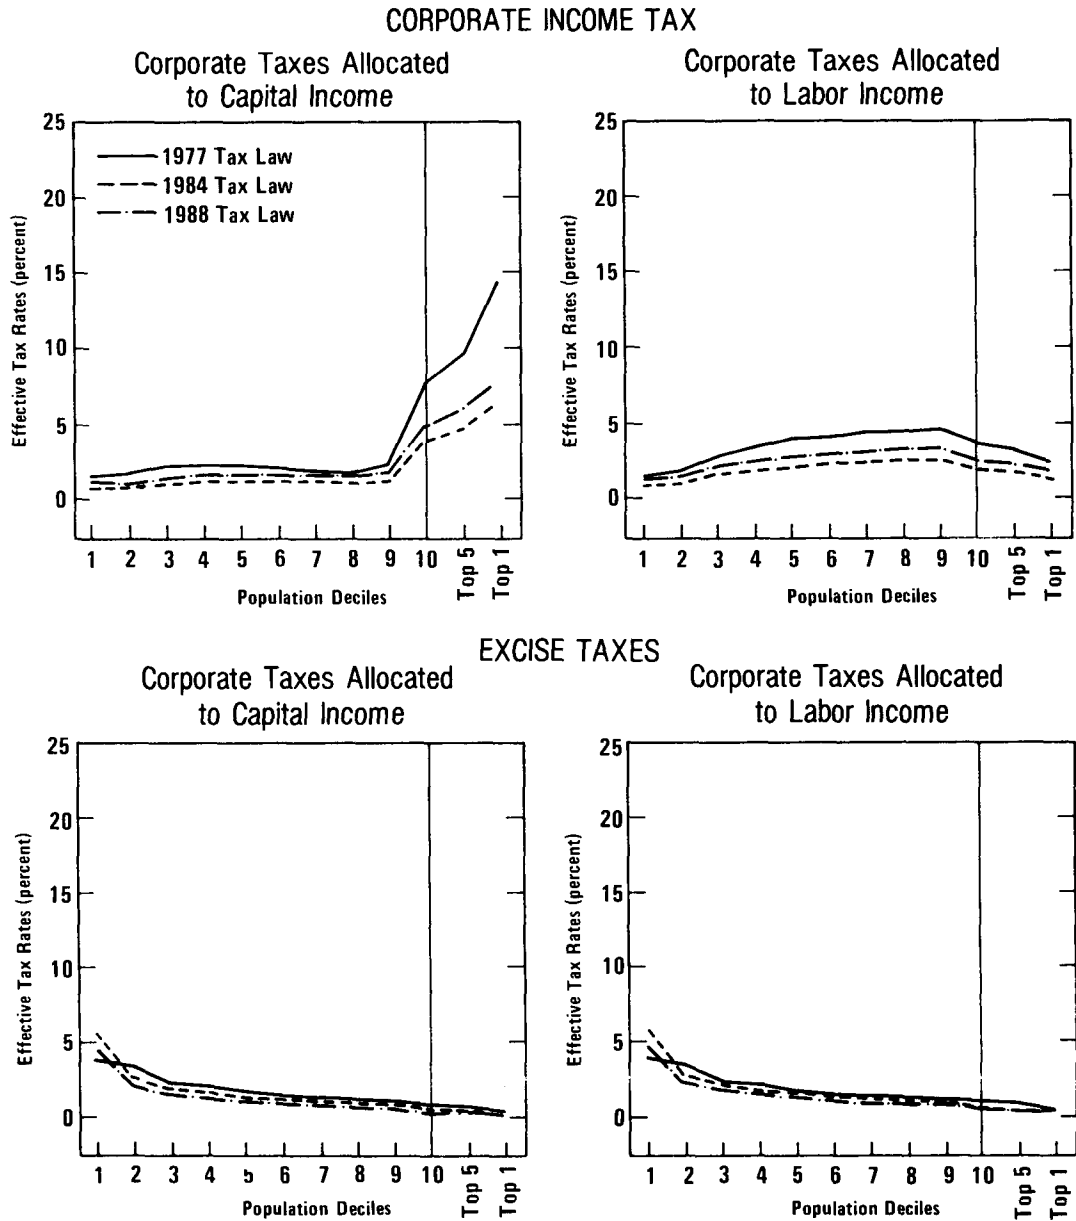 CORPORATE INCOME TAX
Corporate Taxes Allocated
to Capital Income
25
20
15
10
5
0
Effective Tax Rates (percent)
1977 Tax Law
1984 Tax Law
1988 Tax Law
1 2 3 4 5 6 7 8 9 10 Top 5 Top 1
Population Deciles
Corporate Taxes Allocated
to Labor Income
25
20
15
10
5
0
Effective Tax Rates (percent)
1 2 3 4 5 6 7 8 9 10 Top 5 Top 1
Population Deciles
EXCISE TAXES
Corporate Taxes Allocated
to Capital Income
25
20
15
10
5
0
Effective Tax Rates (percent)
1 2 3 4 5 6 7 8 9 10 Top 5 Top 1
Population Deciles
Corporate Taxes Allocated
to Labor Income
25
20
15
10
5
0
Effective Tax Rates (percent)
1 2 3 4 5 6 7 8 9 10 Top 5 Top 1
Population Deciles